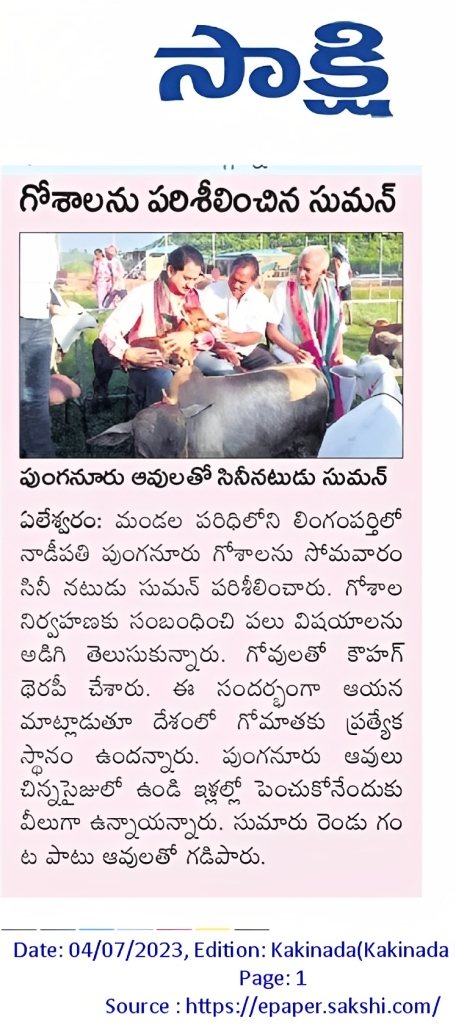 సాక్షి
గోశాలను పరిశీలించిన సుమన్
పుంగనూరు ఆవులతో సినీనటుడు సుమన్
ఏలేశ్వరం: మండల పరిధిలోని లింగంపర్తిలో
నాడీపతి పుంగనూరు గోశాలను సోమవారం
సినీ నటుడు సుమన్ పరిశీలించారు. గోశాల
నిర్వహణకు సంబంధించి పలు విషయాలను
అడిగి తెలుసుకున్నారు. గోవులతో కౌహగ్
థెరపీ చేశారు. ఈ సందర్భంగా ఆయన
మాట్లాడుతూ దేశంలో గోమాతకు ప్రత్యేక
స్థానం ఉందన్నారు. పుంగనూరు ఆవులు
చిన్నసైజులో ఉండి ఇళ్లల్లో పెంచుకోనేందుకు
వీలుగా ఉన్నాయన్నారు. సుమారు రెండు గం
ట పాటు ఆవులతో గడిపారు.
Date: 04/07/2023, Edition: Kakinada(Kakinada
Page: 1
Source : https://epaper.sakshi.com/